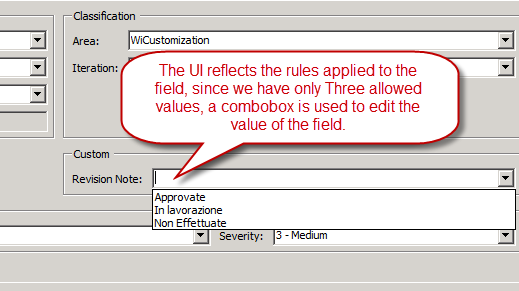 Classification
Area: WiCustomization
Iteration:
The UI reflects the rules applied to the
field, since we have only Three allowed
values, a combobox is used to edit the
value of the field.
Custom
Revision Note:
Approvate
In lavorazione
Non Effettuate
Severity: 3 - Medium